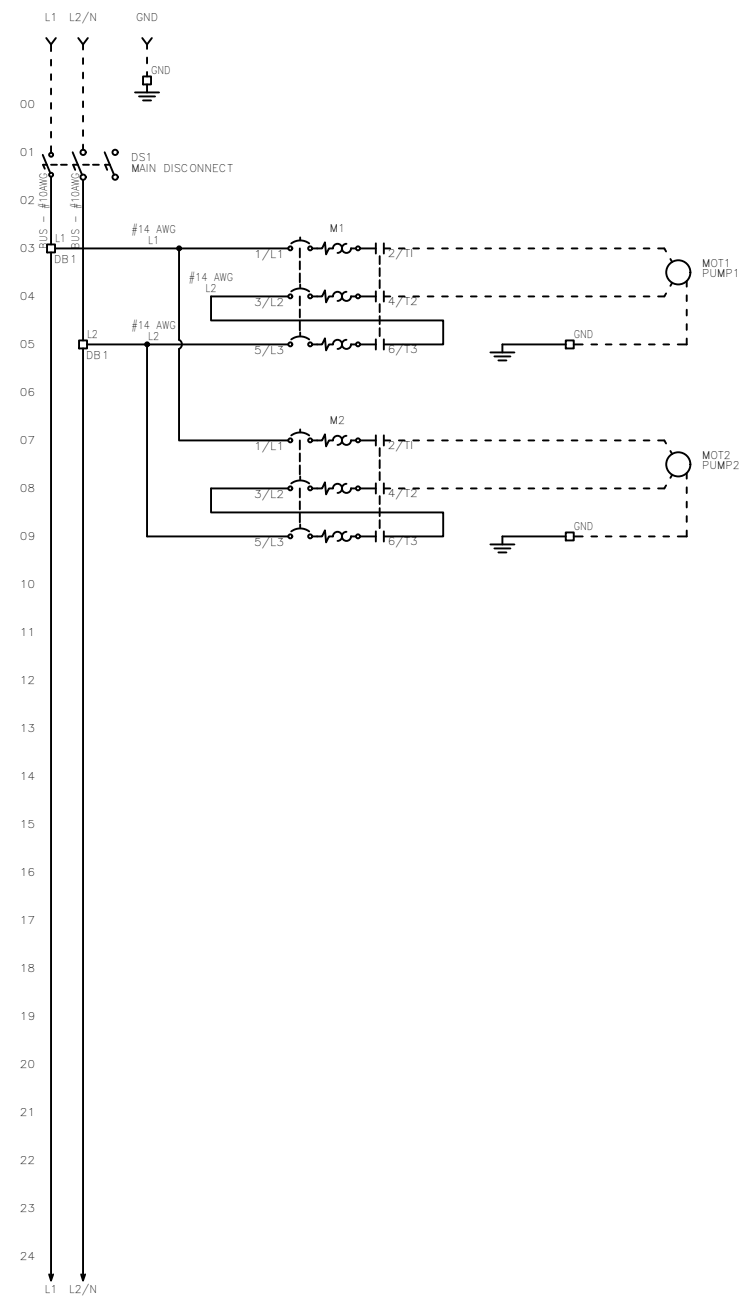 L1 L2/N GND
GND
00
01
DS1
MAIN DISCONNECT
02
BUS - #10AWG
BUS - #10AWG
#14 AWG
L1
M1
03
L1
DB1
1/L1
2/T1
MOT1
PUMP1
#14 AWG
L2
04
3/L2
4/T2
#14 AWG
L2
GND
05
L2
DB1
5/L3
6/T3
06
M2
07
1/L1
2/T1
MOT2
PUMP2
08
3/L2
4/T2
GND
09
5/L3
6/T3
10
11
12
13
14
15
16
17
18
19
20
21
22
23
24
L1 L2/N